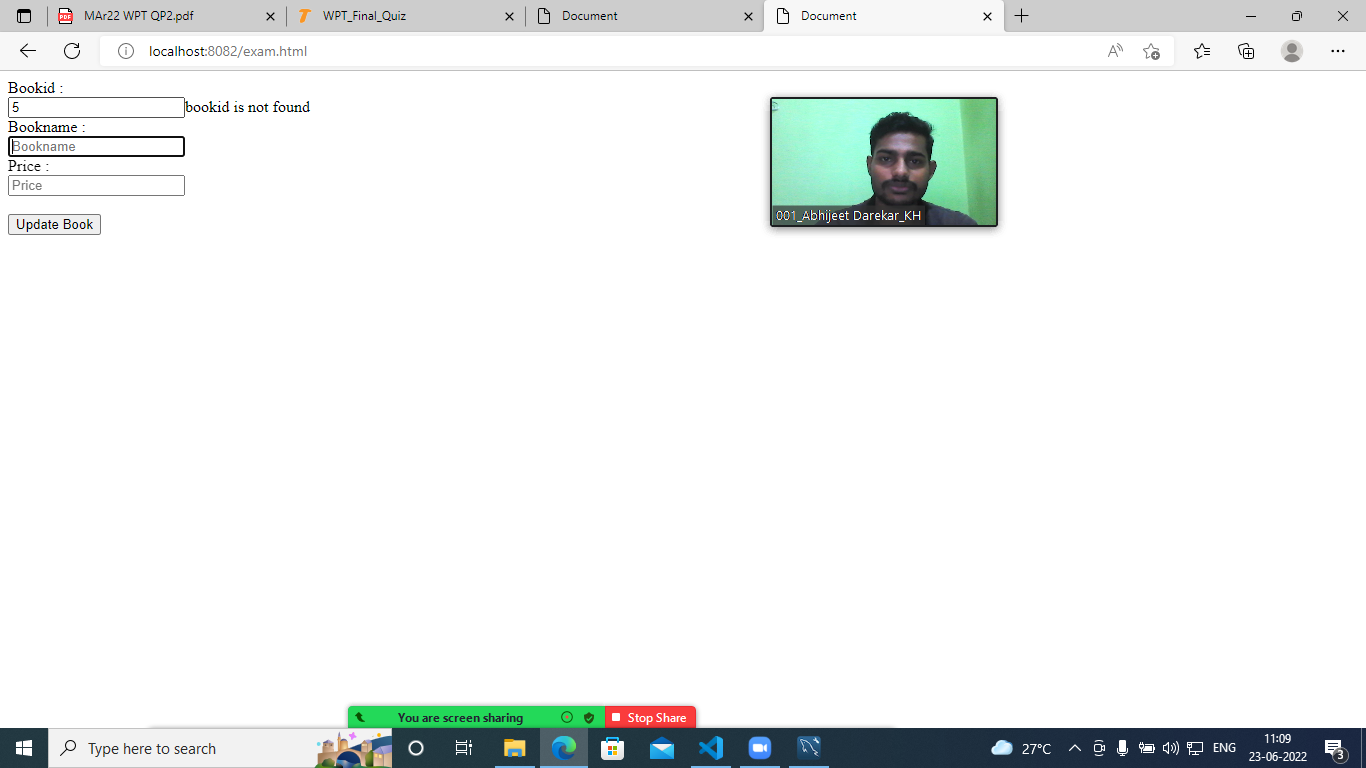 MAr22 WPT QP2.pdf
WPT_Final_Quiz
Document
Document
localhost:8082/exam.html
Bookid :
5 bookid is not found
Bookname :
Bookname
Price :
Price
Update Book
001_Abhijeet Darekar_KH
You are screen sharing
Stop Share
Type here to search
27°C
ENG
11:09
23-06-2022
3